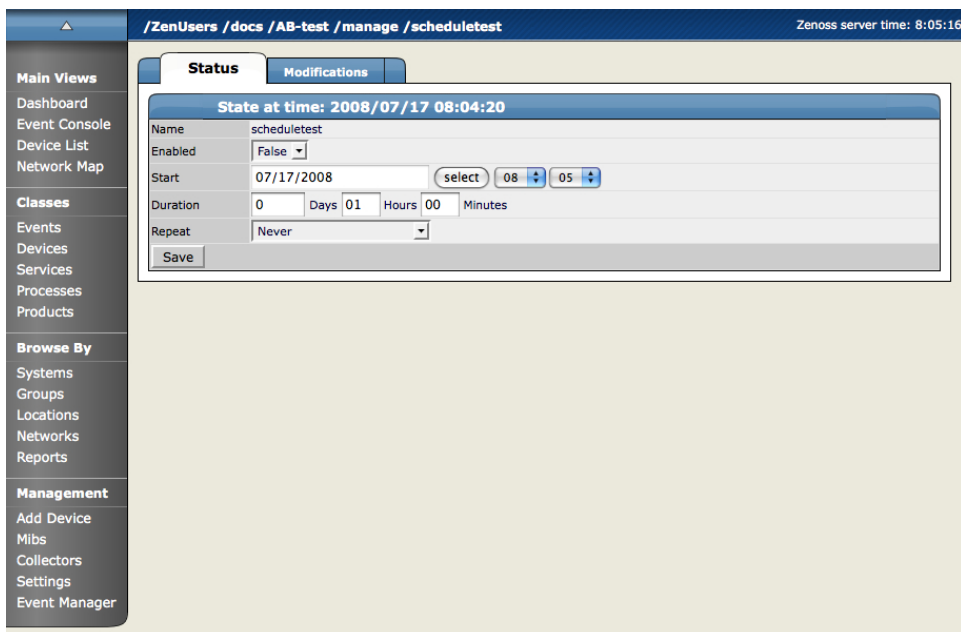 /ZenUsers /docs /AB-test /manage /scheduletest
Zenoss server time: 8:05:16
Main Views
Dashboard
Event Console
Device List
Network Map
Classes
Events
Devices
Services
Processes
Products
Browse By
Systems
Groups
Locations
Networks
Reports
Management
Add Device
Mibs
Collectors
Settings
Event Manager
Status
Modifications
State at time: 2008/07/17 08:04:20
Name scheduletest
Enabled False
Start 07/17/2008 select 08 05
Duration 0 Days 01 Hours 00 Minutes
Repeat Never
Save